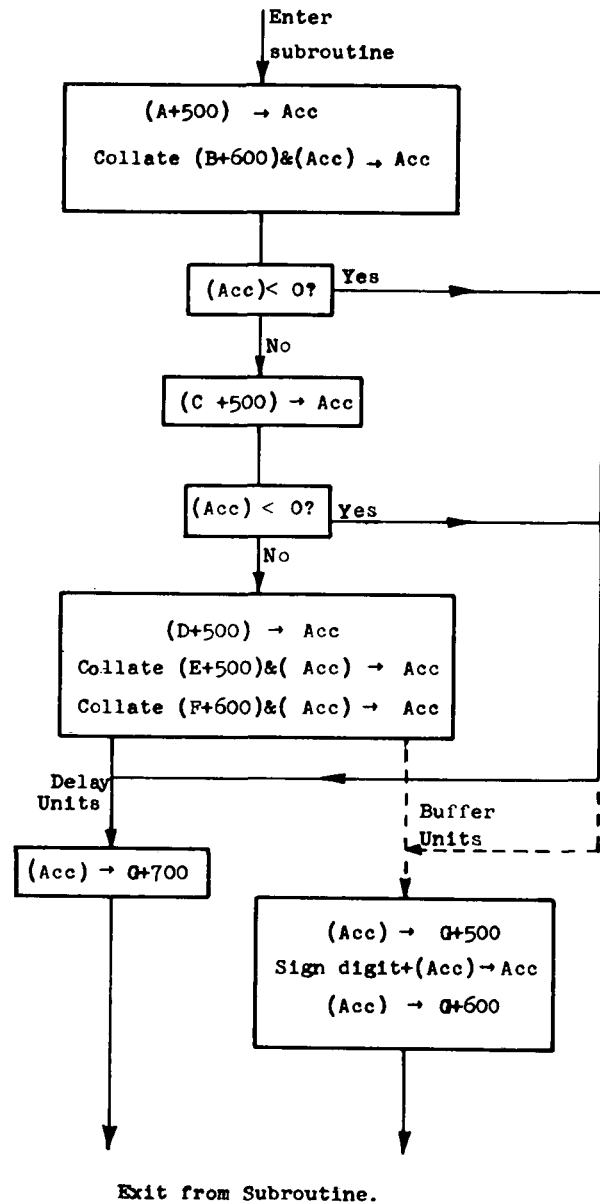 Enter
subroutine
(A+500) → Acc
Collate (B+600)&(Acc) → Acc
(Acc)< 0?
Yes
No
(C +500) → Acc
(Acc) < 0?
Yes
No
(D+500) → Acc
Collate (E+500)&( Acc) → Acc
Collate (F+600)&( Acc) → Acc
Delay
Units
Buffer
Units
(Acc) → G+700
(Acc) → G+500
Sign digit+(Acc)→Acc
(Acc) → G+600
Exit from Subroutine.